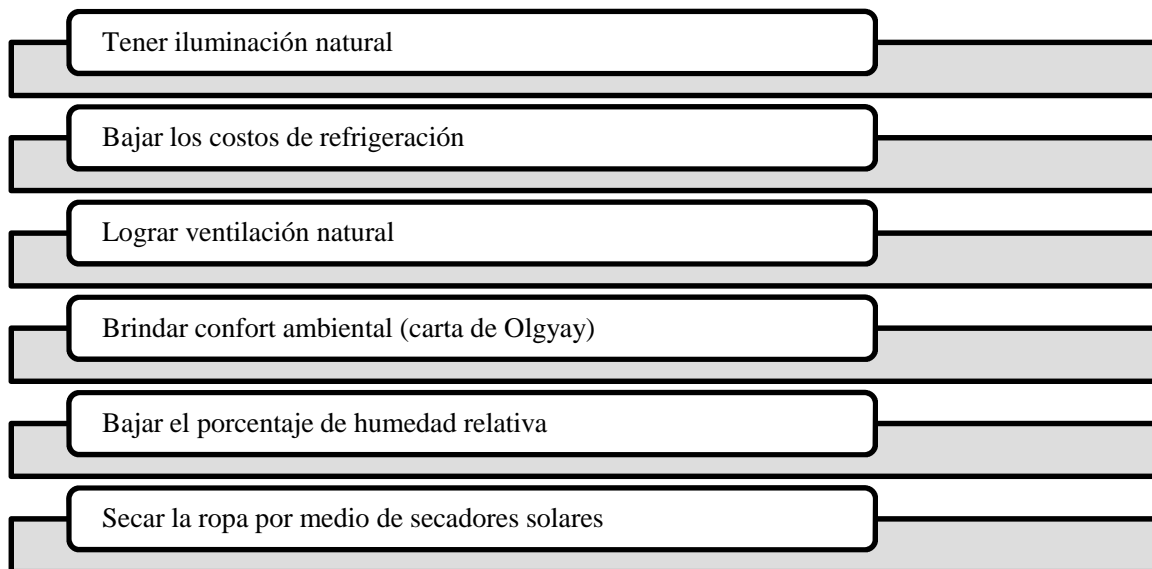 Tener iluminación natural
Bajar los costos de refrigeración
Lograr ventilación natural
Brindar confort ambiental (carta de Olgyay)
Bajar el porcentaje de humedad relativa
Secar la ropa por medio de secadores solares